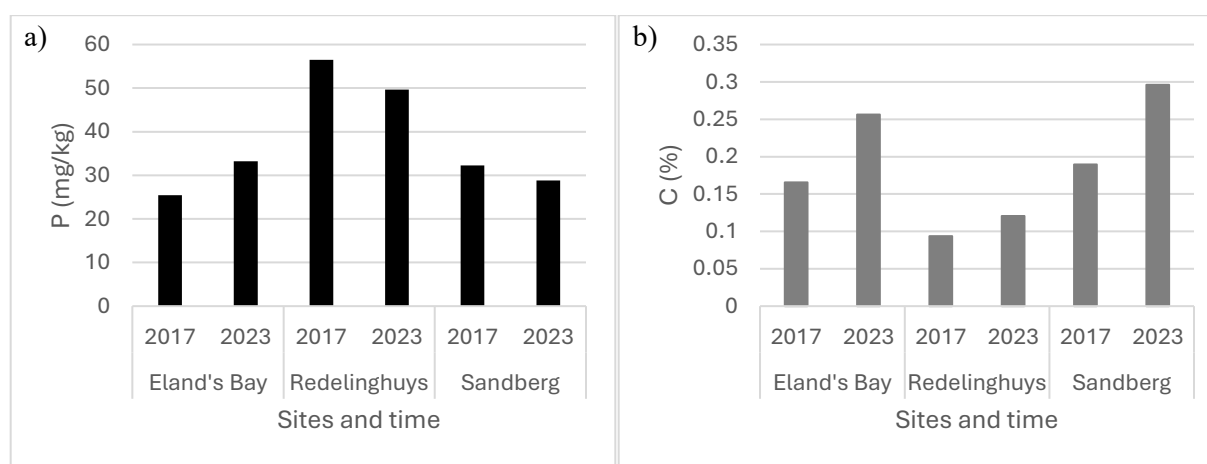 a)
P (mg/kg)
60
50
40
30
20
10
0
2017 2023 2017 2023 2017 2023
Eland's Bay Redelinghuys Sandberg
Sites and time
b)
C (%)
0.35
0.3
0.25
0.2
0.15
0.1
0.05
0
2017 2023 2017 2023 2017 2023
Eland's Bay Redelinghuys Sandberg
Sites and time